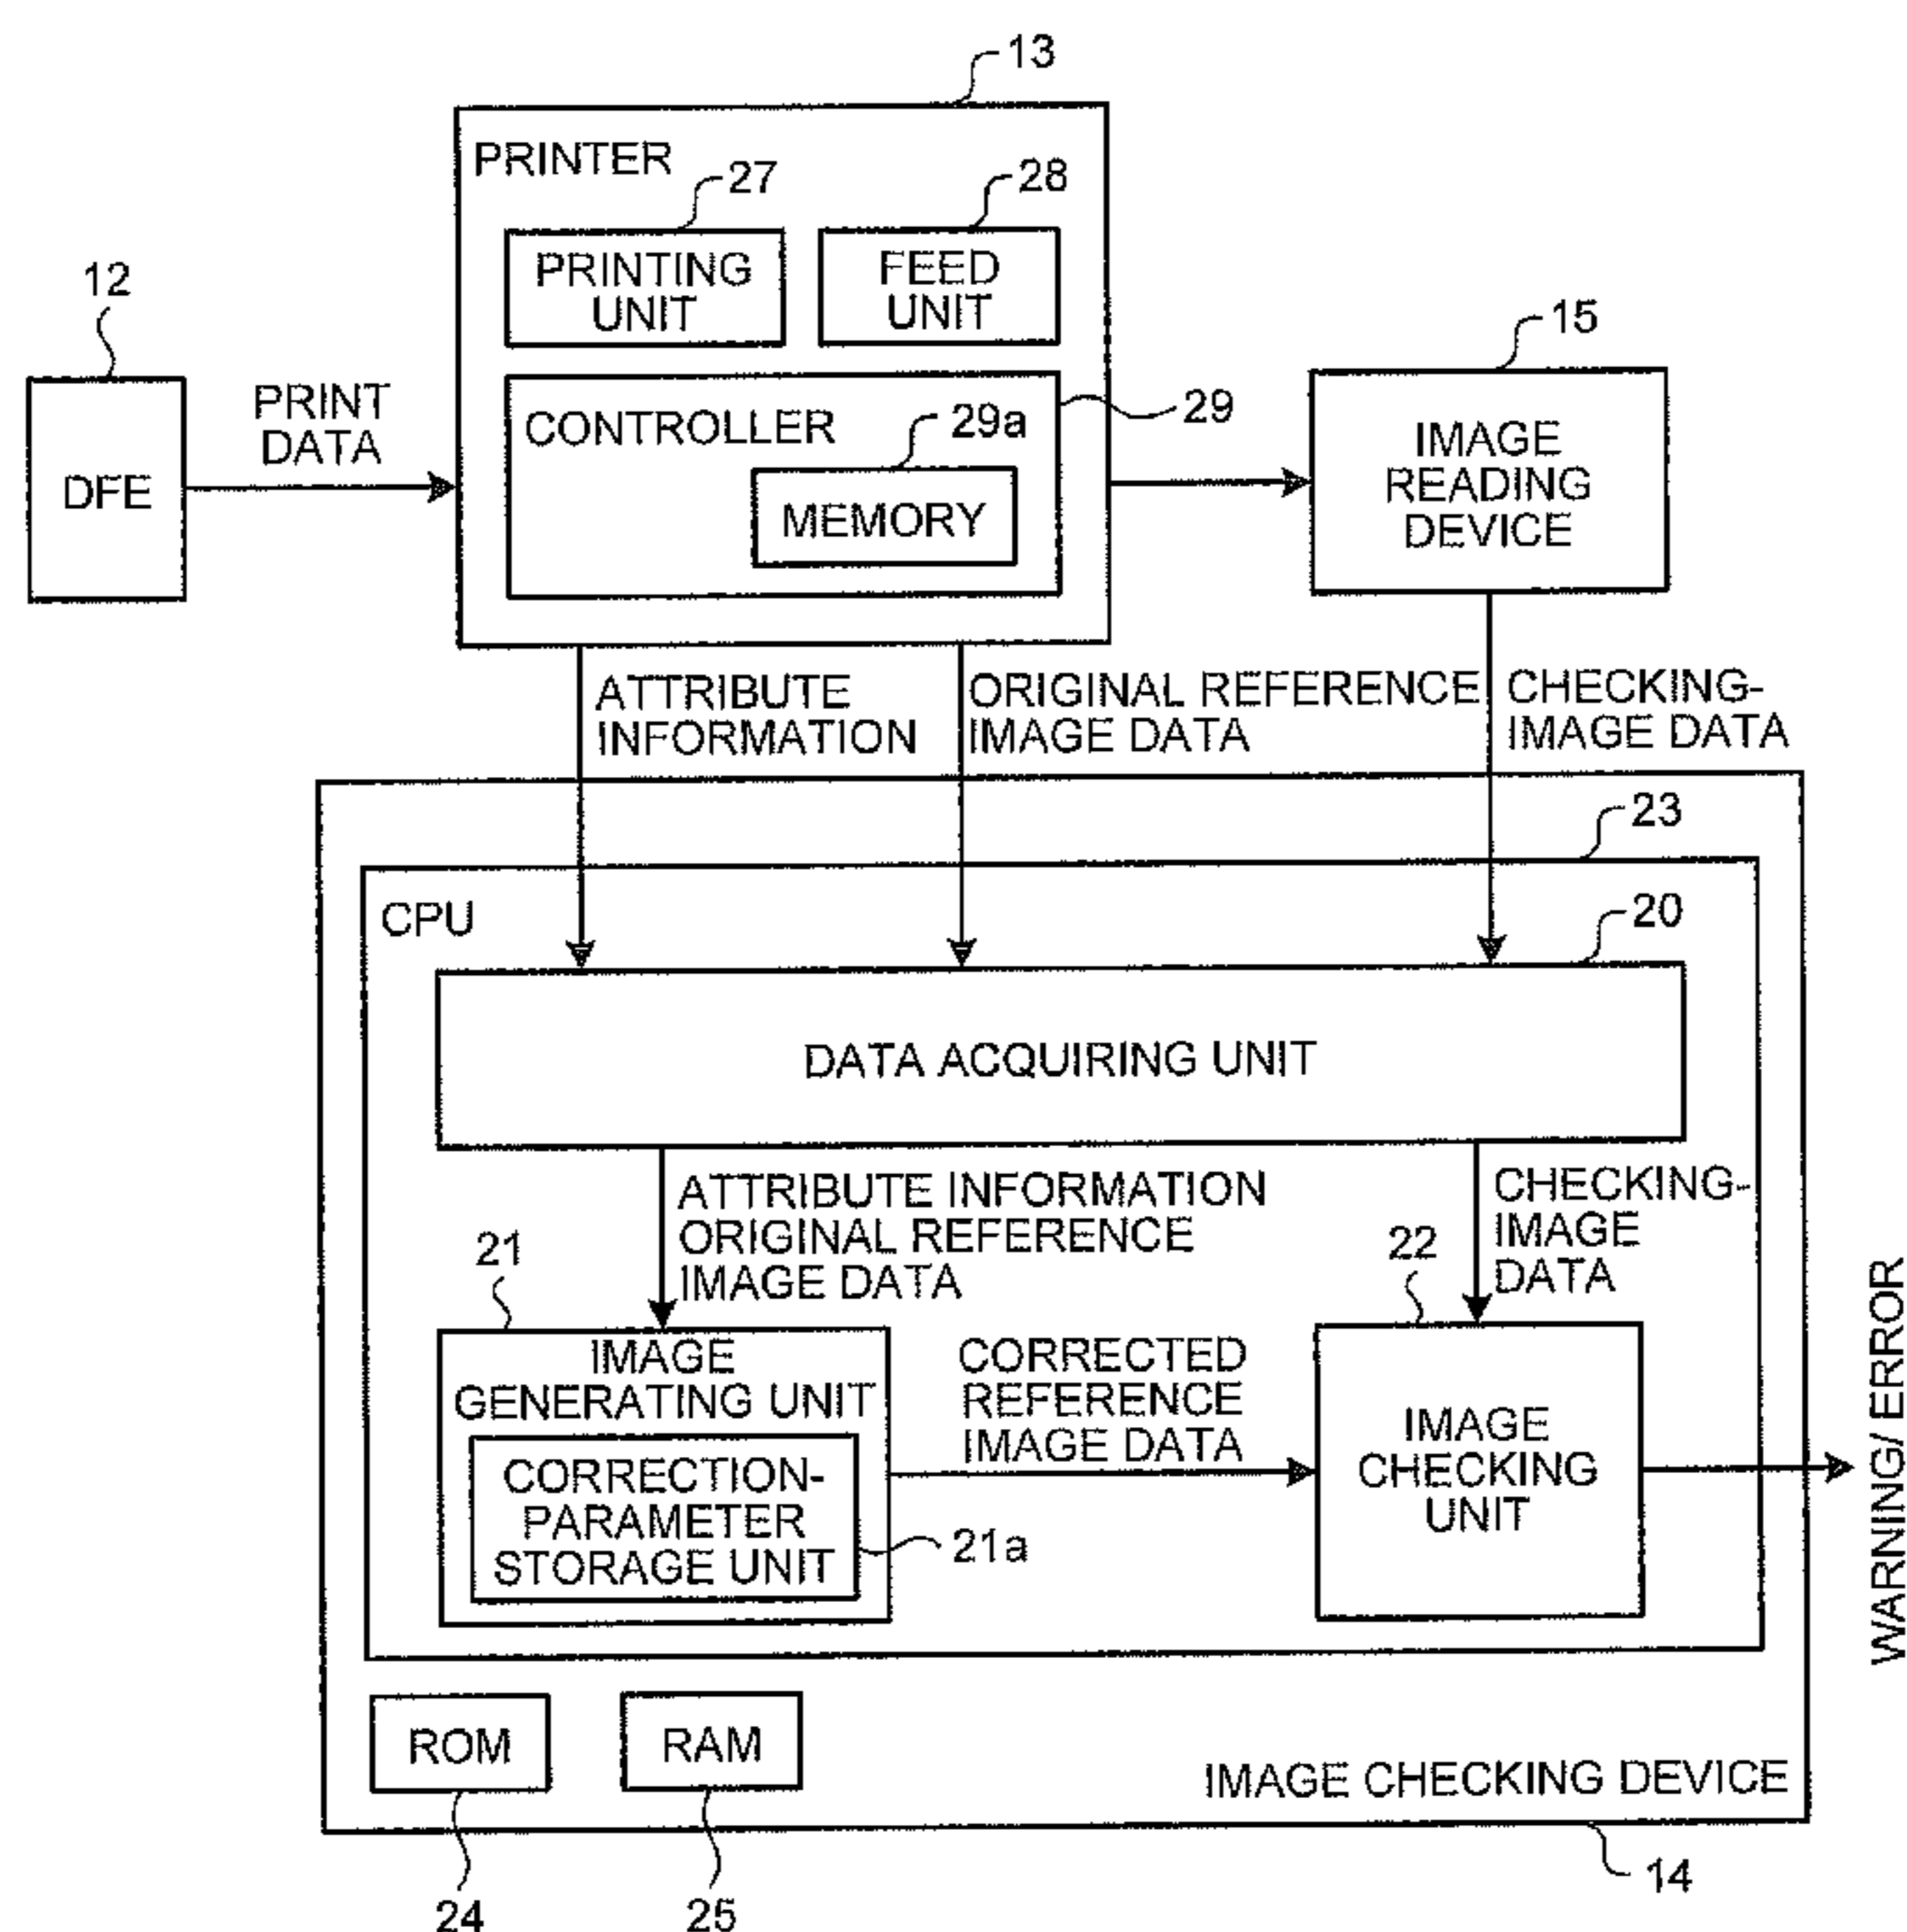 13
PRINTER
27
28
PRINTING
UNIT
FEED
UNIT
12
DFE
PRINT
DATA
CONTROLLER
29a
29
MEMORY
15
IMAGE
READING
DEVICE
ATTRIBUTE
INFORMATION
ORIGINAL REFERENCE
IMAGE DATA
CHECKING-
IMAGE DATA
23
CPU
20
DATA ACQUIRING UNIT
ATTRIBUTE INFORMATION
ORIGINAL REFERENCE
IMAGE DATA
CHECKING-
IMAGE
DATA
21
22
IMAGE
GENERATING UNIT
CORRECTION-
PARAMETER
STORAGE UNIT
21a
CORRECTED
REFERENCE
IMAGE DATA
IMAGE
CHECKING
UNIT
WARNING/ ERROR
ROM
RAM
IMAGE CHECKING DEVICE
24
25
14